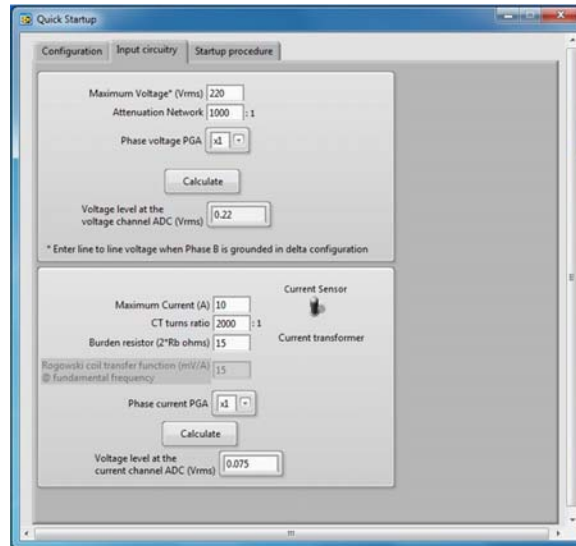 Quick Startup
Configuration Input circuitry Startup procedure
Maximum Voltage* (Vrms) 220
Attenuation Network 1000 : 1
Phase voltage PGA x1
Calculate
Voltage level at the
voltage channel ADC (Vrms) 0.22
* Enter line to line voltage when Phase B is grounded in delta configuration
Current Sensor
Maximum Current (A) 10
CT turns ratio 2000 : 1
Burden resistor (2*Rb ohms) 15
Current transformer
Rogowski coil transfer function (mV/A)
@ fundamental frequency 15
Phase current PGA x1
Calculate
Voltage level at the
current channel ADC (Vrms) 0.075